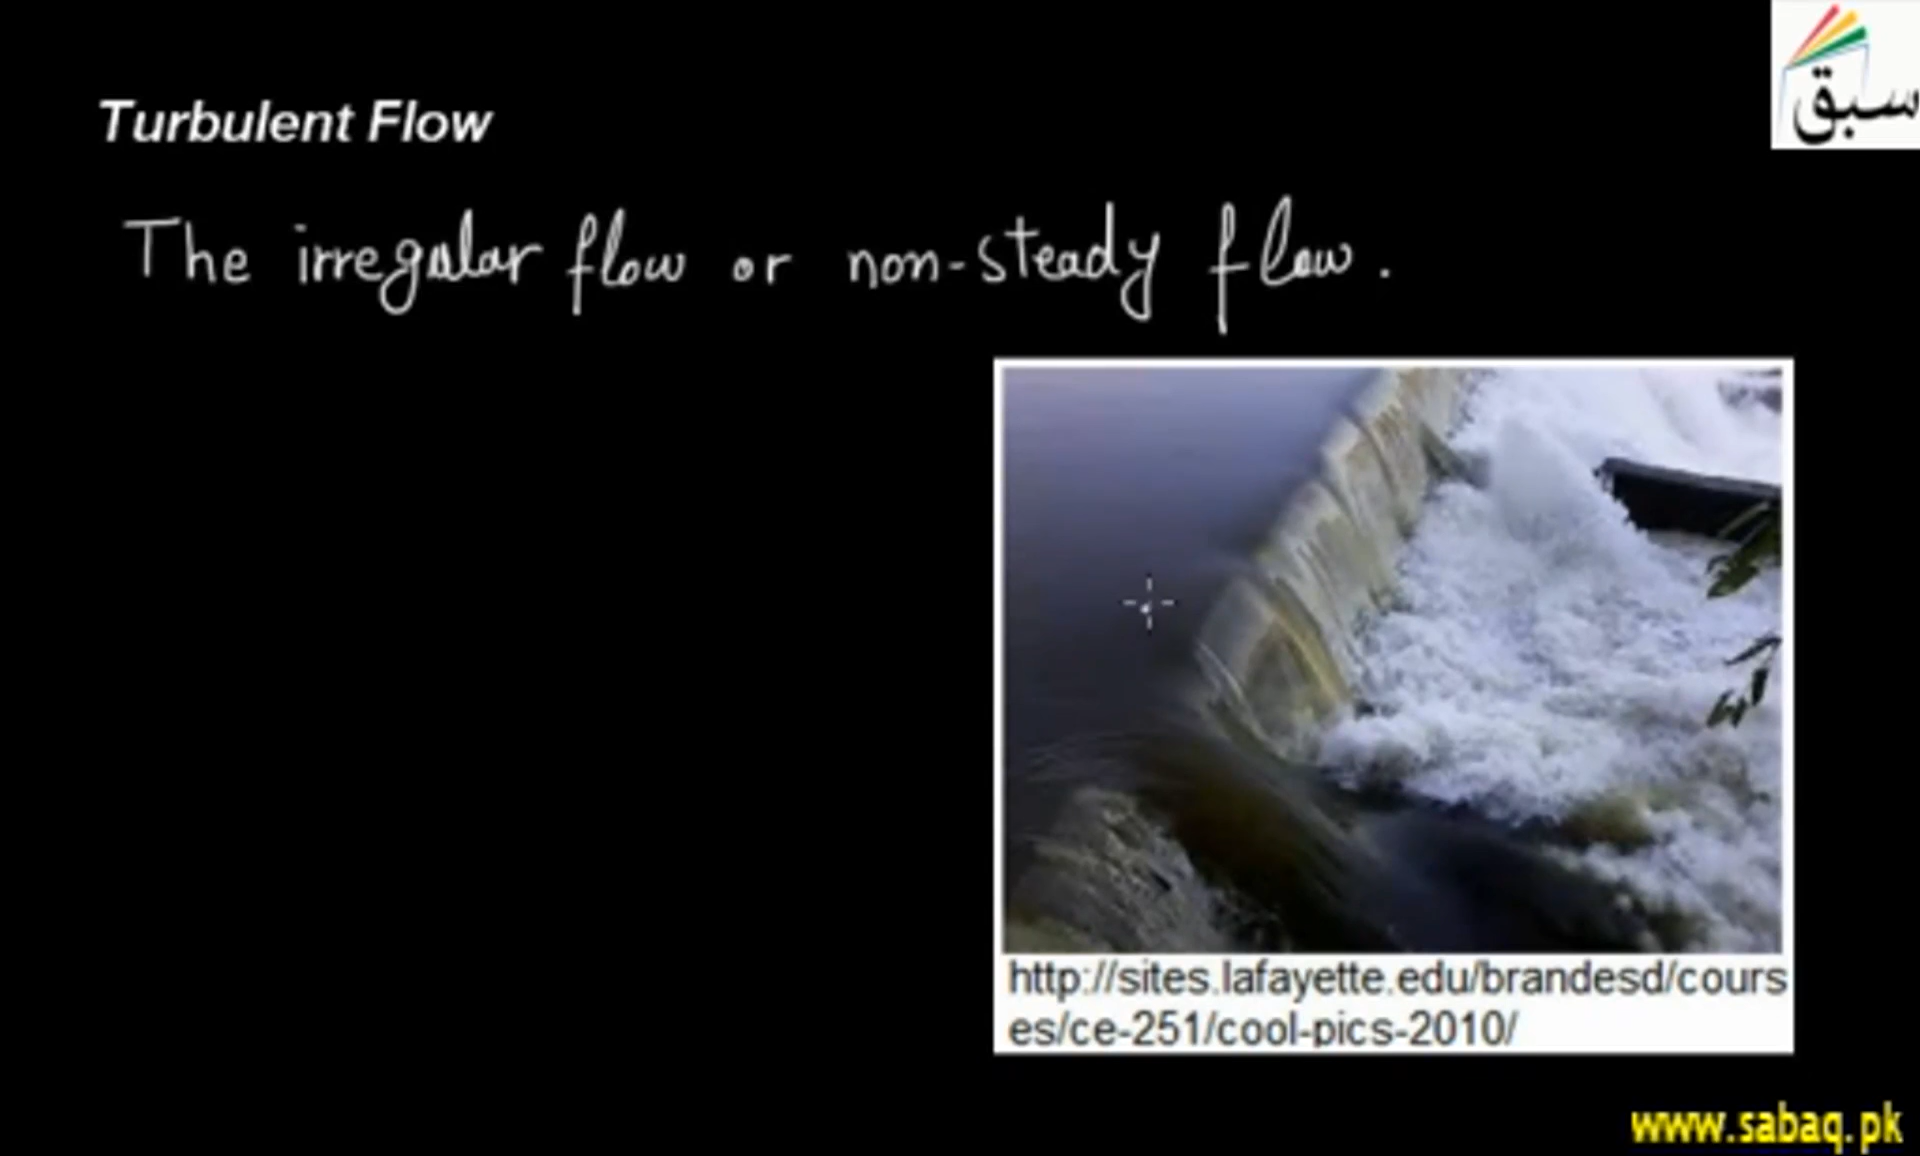 سبق
Turbulent Flow
The irregular flow or non-steady flow.
http://sites.lafayette.edu/brandesd/cours
es/ce-251/cool-pics-2010/
www.sabaq.pk